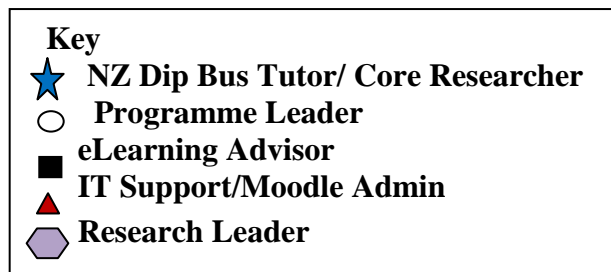 Key
NZ Dip Bus Tutor/ Core Researcher
Programme Leader
eLearning Advisor
IT Support/Moodle Admin
Research Leader